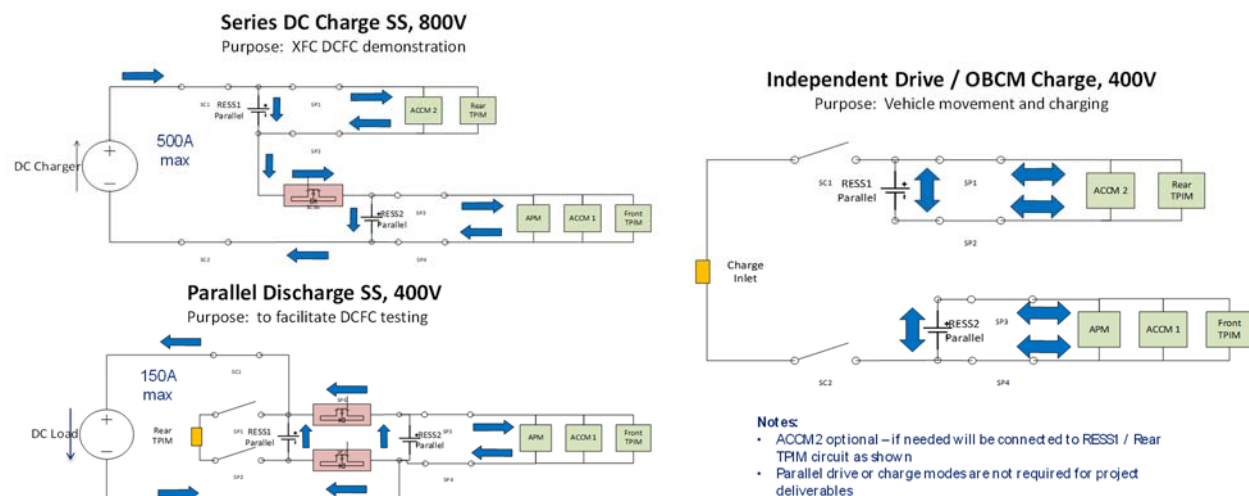 Series DC Charge SS, 800V
Purpose: XFC DCFC demonstration
SC1
RESS1
Parallel
SP1
ACCM 2
Rear
TPIM
500A
max
DC Charger
SP2
RESS2
Parallel
SP3
APM
ACCM 1
Front
TPIM
SC2
SP4
Parallel Discharge SS, 400V
Purpose: to facilitate DCFC testing
SC1
150A
max
DC Load
Rear
TPIM
SP1
RESS1
Parallel
RESS2
Parallel
SP3
APM
ACCM 1
Front
TPIM
SP2
SP4
Independent Drive / OBCM Charge, 400V
Purpose: Vehicle movement and charging
SC1
RESS1
Parallel
SP1
ACCM 2
Rear
TPIM
SP2
Charge
Inlet
RESS2
Parallel
SP3
APM
ACCM 1
Front
TPIM
SC2
SP4
Notes:
• ACCM2 optional – if needed will be connected to RESS1 / Rear
TPIM circuit as shown
• Parallel drive or charge modes are not required for project
deliverables